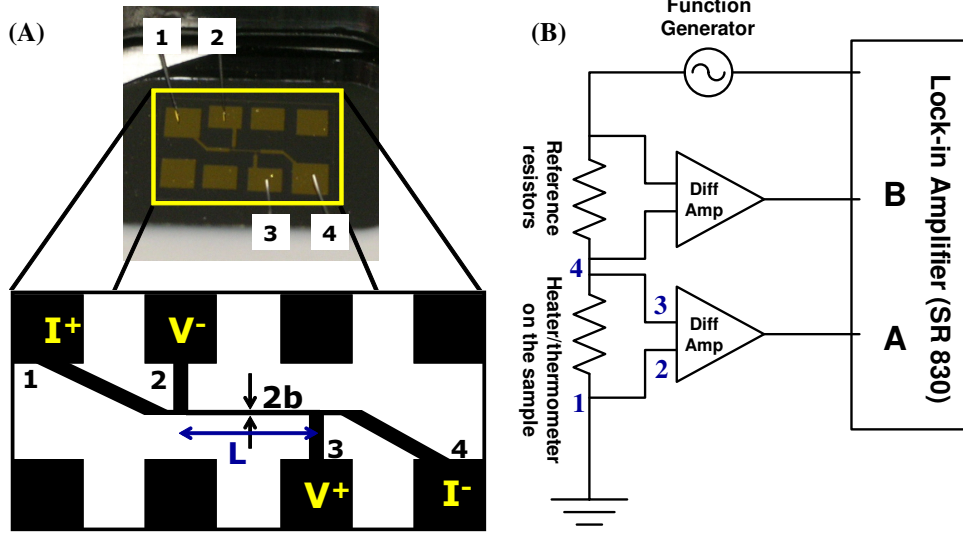 (A)
1
2
3
4
I⁺
V⁻
1
2
2b
L
3
4
V⁺
I⁻
(B)
Function
Generator
Reference
resistors
Diff
Amp
B
4
Heater/thermometer
on the sample
3
Diff
Amp
2
A
1
Lock-in Amplifier (SR 830)